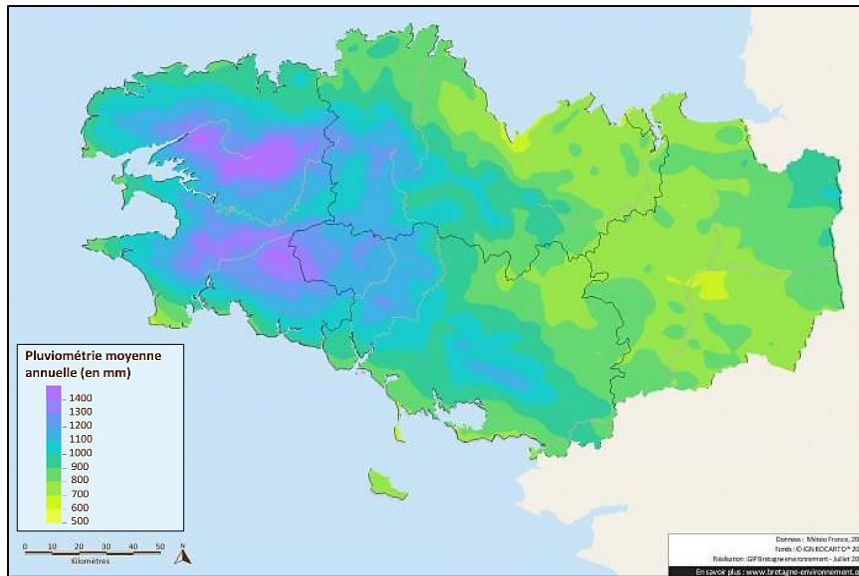 Pluviométrie moyenne
annuelle (en mm)
1400
1300
1200
1100
1000
900
800
700
600
500
0 10 20 30 40 50
Kilomètres
N
Données : Météo France, 20
Fonds : © IGN BDCARTO® 20
Réalisation : GIP Bretagne environnement - Juillet 20
En savoir plus : www.bretagne-environnement.o